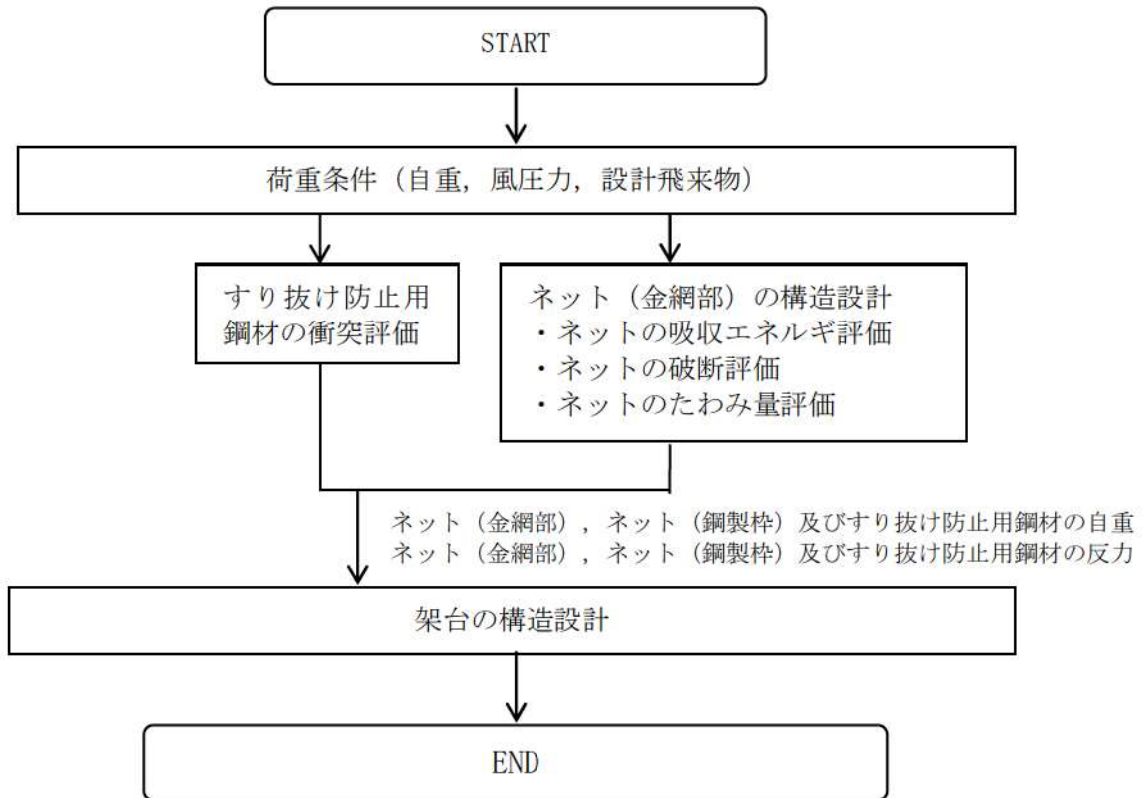 START
荷重条件（自重，風圧力，設計飛来物）
すり抜け防止用
鋼材の衝突評価
ネット（金網部）の構造設計
・ネットの吸収エネルギ評価
・ネットの破断評価
・ネットのたわみ量評価
ネット（金網部），ネット（鋼製枠）及びすり抜け防止用鋼材の自重
ネット（金網部），ネット（鋼製枠）及びすり抜け防止用鋼材の反力
架台の構造設計
END